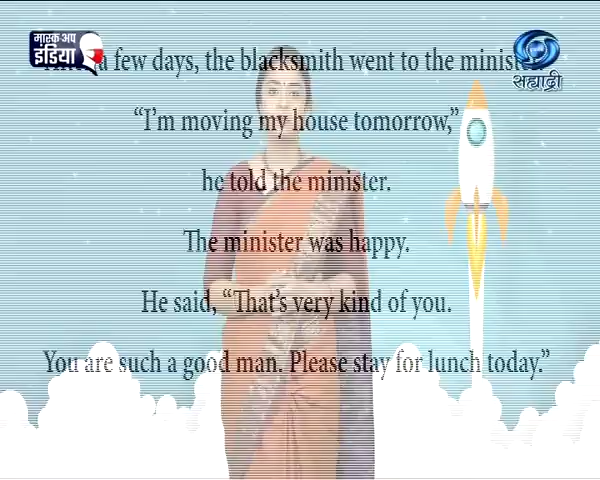 मास्क अप
इंडिया
a few days, the blacksmith went to the minister.
सह्याद्री
“I’m moving my house tomorrow,”
he told the minister.
The minister was happy.
He said, “That’s very kind of you.
You are such a good man. Please stay for lunch today.”